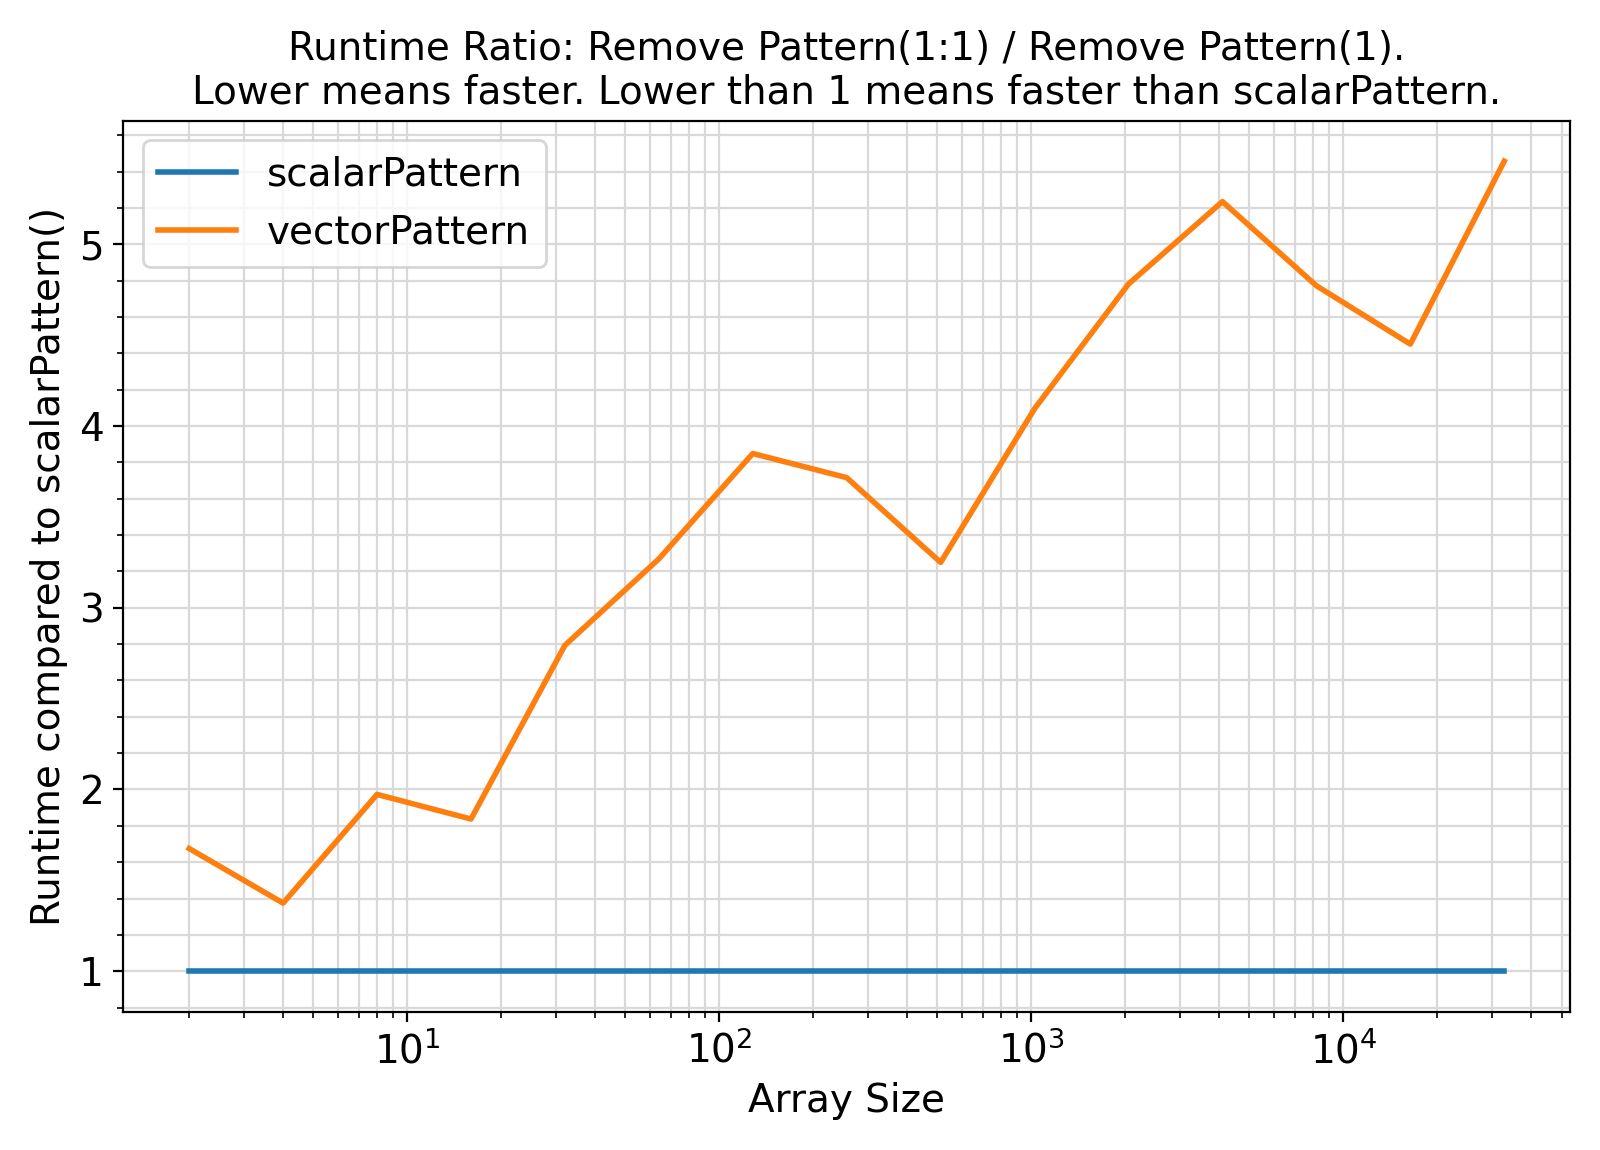 Runtime Ratio: Remove Pattern(1:1) / Remove Pattern(1).
Lower means faster. Lower than 1 means faster than scalarPattern.
scalarPattern
vectorPattern
Runtime compared to scalarPattern()
5
4
3
2
1
10¹ 10² 10³ 10⁴
Array Size